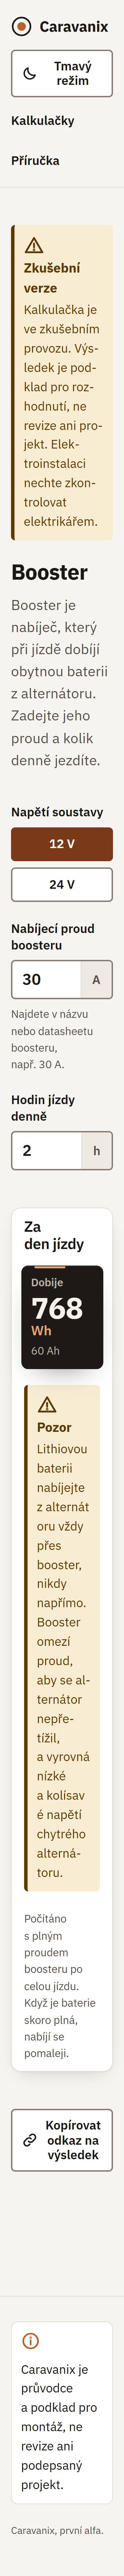 Caravanix
Tmavý
režim
Kalkulačky
Příručka
Zkušební
verze
Kalkulačka je
ve zkušebním
provozu. Výs-
ledek je pod-
klad pro roz-
hodnutí, ne
revize ani pro-
jekt. Elek-
troinstalaci
nechte zkon-
trolovat
elektrikářem.
Booster
Booster je
nabíječ, který
při jízdě dobíjí
obytnou baterii
z alternátoru.
Zadejte jeho
proud a kolik
denně jezdíte.
Napětí soustavy
12 V
24 V
Nabíjecí proud
boosteru
30 A
Najdete v názvu
nebo datasheetu
boosteru,
např. 30 A.
Hodin jízdy
denně
2 h
Za
den jízdy
Dobije
768
Wh
60 Ah
Pozor
Lithiovou
baterii
nabíjejte
z alternát
oru vždy
přes
booster,
nikdy
napřímo.
Booster
omezí
proud,
aby se al-
ternátor
nepře-
tížil,
a vyrovná
nízké
a kolísav
é napětí
chytrého
alterná-
toru.
Počítáno
s plným
proudem
boosteru po
celou jízdu.
Když je baterie
skoro plná,
nabíjí se
pomaleji.
Kopírovat
odkaz na
výsledek
Caravanix je
průvodce
a podklad pro
montáž, ne
revize ani
podepsaný
projekt.
Caravanix, první alfa.